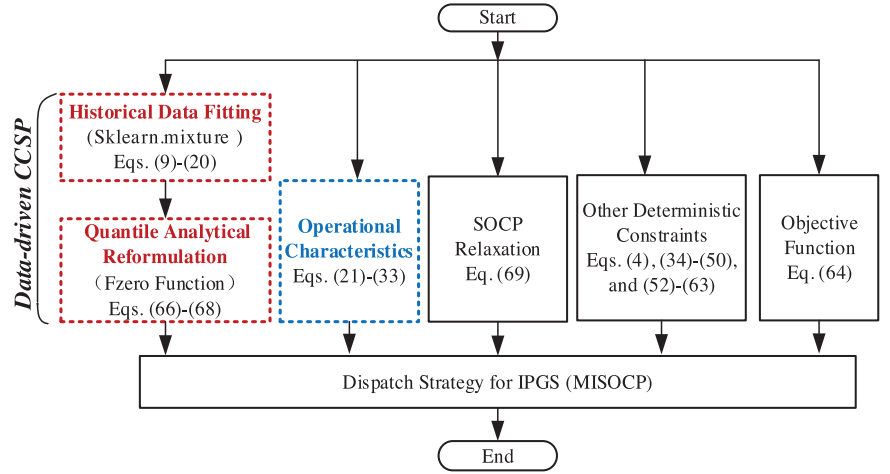 Start
Data-driven CCSP
Historical Data Fitting
(Sklearn.mixture )
Eqs. (9)-(20)
Quantile Analytical
Reformulation
(Fzero Function)
Eqs. (66)-(68)
Operational
Characteristics
Eqs. (21)-(33)
SOCP
Relaxation
Eq. (69)
Other Deterministic
Constraints
Eqs. (4), (34)-(50),
and (52)-(63)
Objective
Function
Eq. (64)
Dispatch Strategy for IPGS (MISOCP)
End